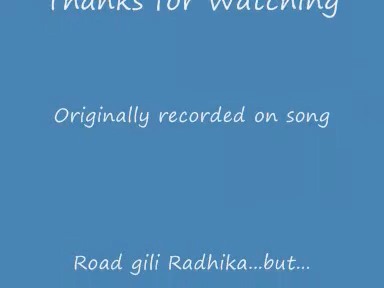 Thanks for Watching
Originally recorded on song
Road gili Radhika...but...